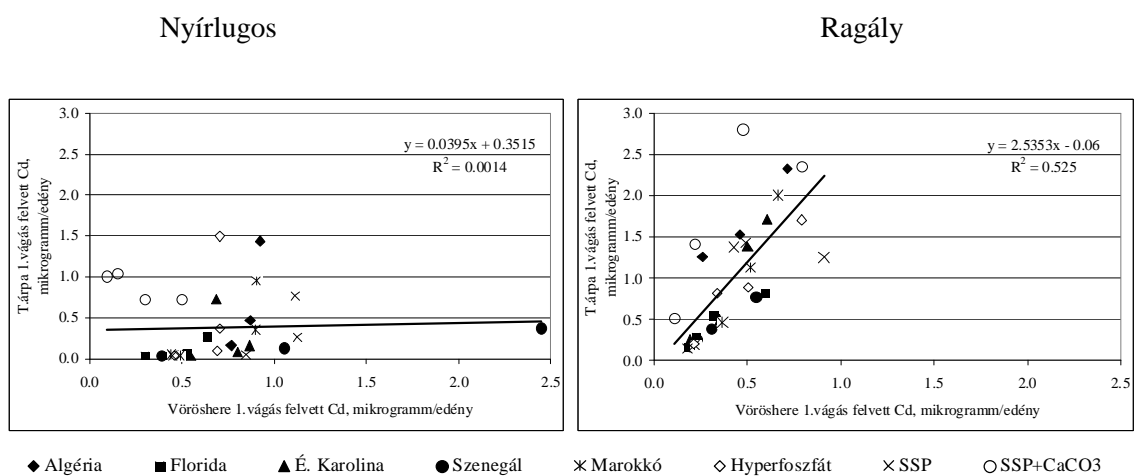 Nyírlugos
Ragály
3.0
2.5
2.0
1.5
1.0
0.5
0.0
0.0 0.5 1.0 1.5 2.0 2.5
T.árpa 1.vágás felvett Cd,
mikrogramm/edény
Vöröshere 1.vágás felvett Cd, mikrogramm/edény
y = 0.0395x + 0.3515
R² = 0.0014
3.0
2.5
2.0
1.5
1.0
0.5
0.0
0.0 0.5 1.0 1.5 2.0 2.5
T.árpa 1.vágás felvett Cd,
mikrogramm/edény
Vöröshere 1.vágás felvett Cd, mikrogramm/edény
y = 2.5353x - 0.06
R² = 0.525
Algéria Florida É. Karolina Szenegál Marokkó Hyperfoszfát SSP SSP+CaCO3